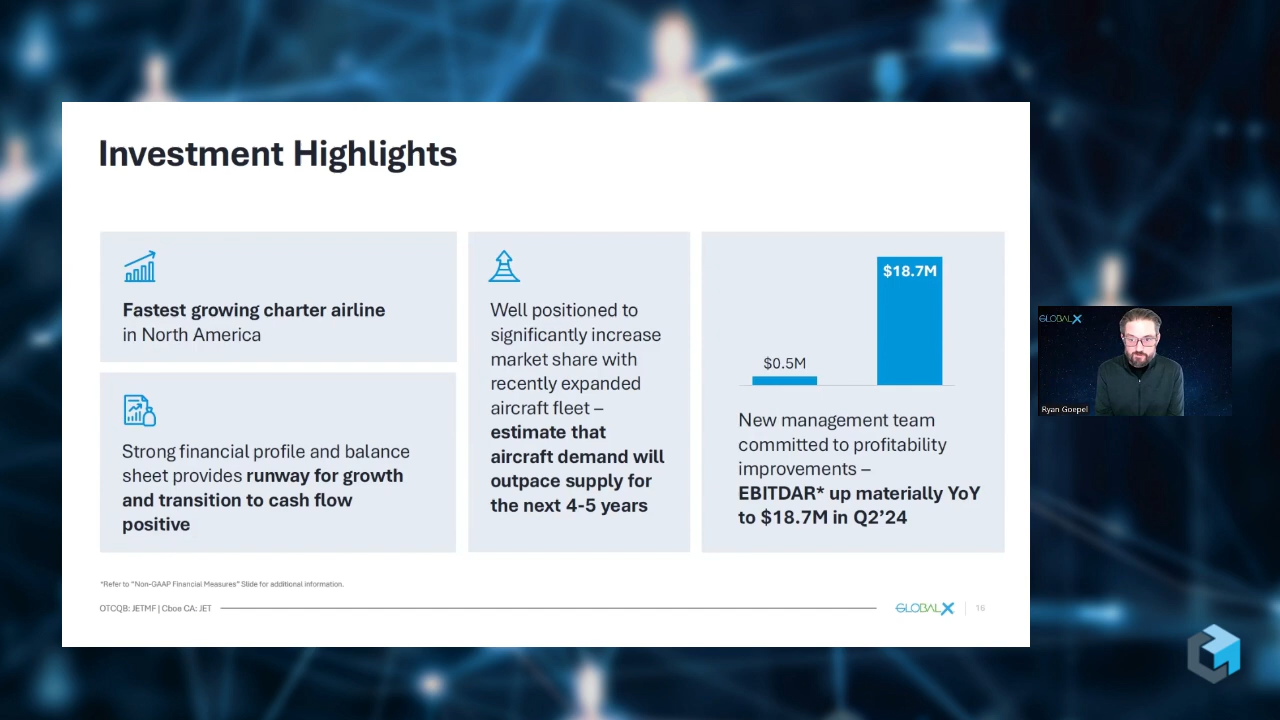 Investment Highlights
Fastest growing charter airline
in North America
Strong financial profile and balance
sheet provides runway for growth
and transition to cash flow
positive
Well positioned to
significantly increase
market share with
recently expanded
aircraft fleet –
estimate that
aircraft demand will
outpace supply for
the next 4-5 years
$0.5M
$18.7M
New management team
committed to profitability
improvements –
EBITDAR* up materially YoY
to $18.7M in Q2’24
*Refer to “Non-GAAP Financial Measures” Slide for additional information.
OTCQB: JETMF | Cboe CA: JET
GLOBALX
16
GLOBALX
Ryan Goepel